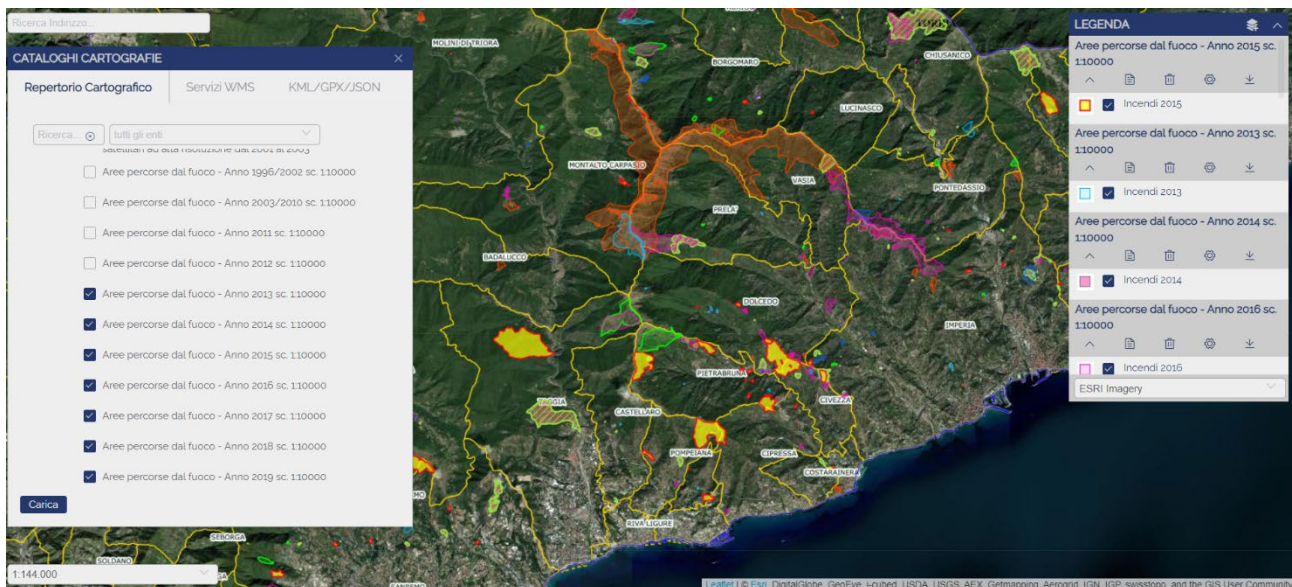 Ricerca Indirizzo...
CATALOGHI CARTOGRAFIE
Repertorio Cartografico
Servizi WMS
KML/GPX/JSON
Ricerca...
tutti gli enti
satellitari ad alta risoluzione dal 2001 al 2003
Aree percorse dal fuoco - Anno 1996/2002 sc. 1:10000
Aree percorse dal fuoco - Anno 2003/2010 sc. 1:10000
Aree percorse dal fuoco - Anno 2011 sc. 1:10000
Aree percorse dal fuoco - Anno 2012 sc. 1:10000
Aree percorse dal fuoco - Anno 2013 sc. 1:10000
Aree percorse dal fuoco - Anno 2014 sc. 1:10000
Aree percorse dal fuoco - Anno 2015 sc. 1:10000
Aree percorse dal fuoco - Anno 2016 sc. 1:10000
Aree percorse dal fuoco - Anno 2017 sc. 1:10000
Aree percorse dal fuoco - Anno 2018 sc. 1:10000
Aree percorse dal fuoco - Anno 2019 sc. 1:10000
Carica
1:144.000
MOLINI DI TRIORA
BORGOMARO
CHIUSANICO
LUCINASCO
MONTALTO CARPASIO
VASIA
PONTEDASSIO
PRELA'
BADALUCCO
DOLCEDO
IMPERIA
PIETRABRUNA
TAGGIA
CASTELLARO
CIVEZZA
POMPEIANA
CIPRESSA
COSTARAINERA
RIVA LIGURE
SEBORGA
SOLDANO
SANREMO
LEGENDA
Aree percorse dal fuoco - Anno 2015 sc.
1:10000
Incendi 2015
Aree percorse dal fuoco - Anno 2013 sc.
1:10000
Incendi 2013
Aree percorse dal fuoco - Anno 2014 sc.
1:10000
Incendi 2014
Aree percorse dal fuoco - Anno 2016 sc.
1:10000
Incendi 2016
ESRI Imagery
Leaflet | © Esri, DigitalGlobe, GeoEye, i-cubed, USDA, USGS, AEX, Getmapping, Aerogrid, IGN, IGP, swisstopo, and the GIS User Community